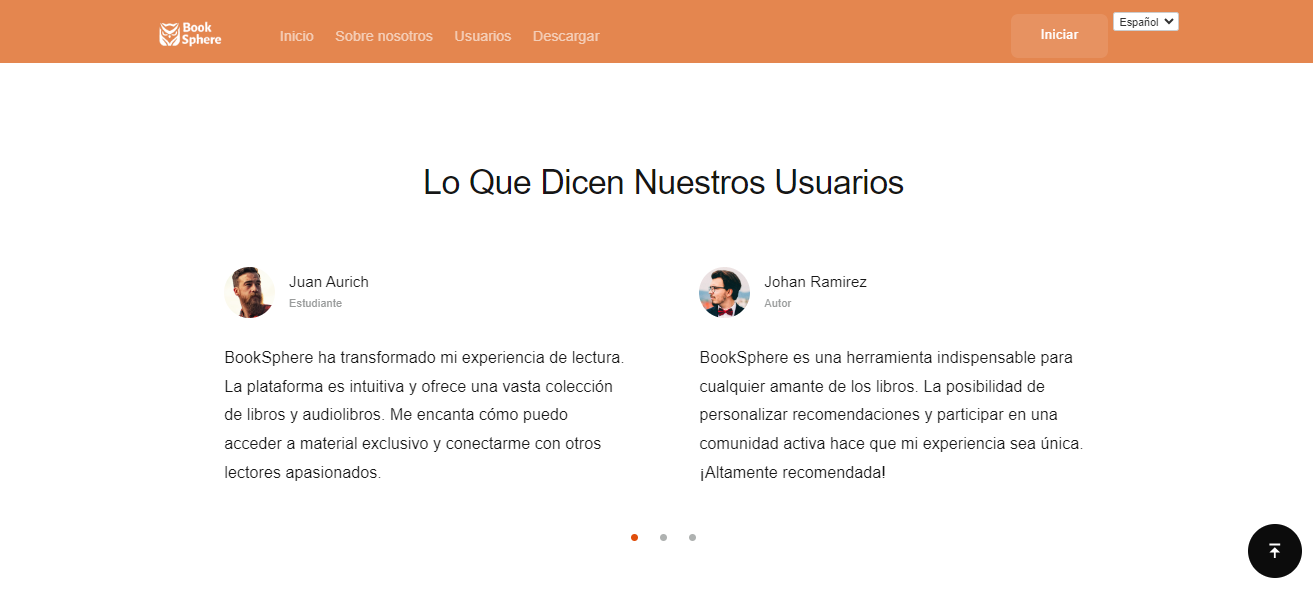 Book
Sphere
Inicio Sobre nosotros Usuarios Descargar
Iniciar
Español
Lo Que Dicen Nuestros Usuarios
Juan Aurich
Estudiante
BookSphere ha transformado mi experiencia de lectura.
La plataforma es intuitiva y ofrece una vasta colección
de libros y audiolibros. Me encanta cómo puedo
acceder a material exclusivo y conectarme con otros
lectores apasionados.
Johan Ramirez
Autor
BookSphere es una herramienta indispensable para
cualquier amante de los libros. La posibilidad de
personalizar recomendaciones y participar en una
comunidad activa hace que mi experiencia sea única.
¡Altamente recomendada!